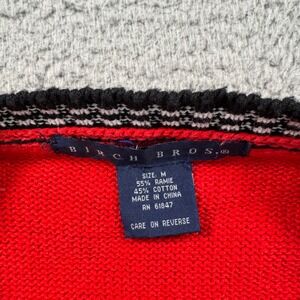 BIRCH BROS.®
SIZE: M
55% RAMIE
45% COTTON
MADE IN CHINA
RN 61847
CARE ON REVERSE